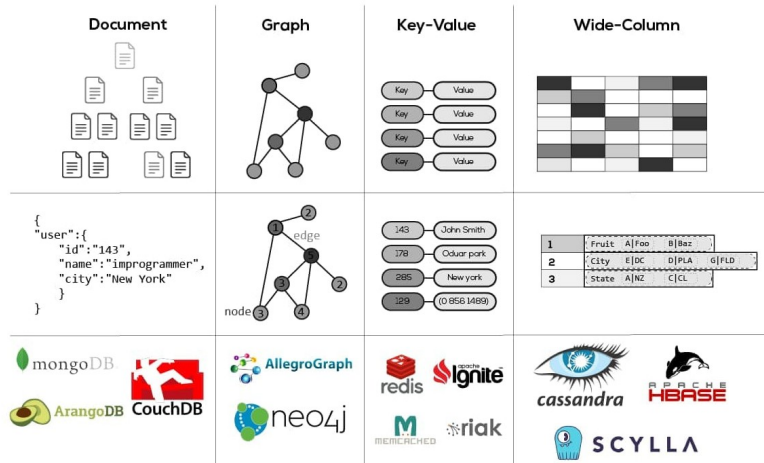 Document
Graph
Key-Value
Wide-Column
Key Value
Key Value
Key Value
Key Value
{
"user":{
"id":"143",
"name":"improgrammer",
"city":"New York"
}
}
2
1
edge
5
3
2
node 3
4
143 John Smith
178 Oduar park
285 New york
129 (0 856 1489)
1 Fruit A|Foo B|Baz
2 City E|DC D|PLA G|FLD
3 State A|NZ C|CL
mongoDB
ArangoDB
CouchDB
AllegroGraph
neo4j
redis
apache
Ignite
MEMCACHED
riak
cassandra
APACHE
HBASE
SCYLLA